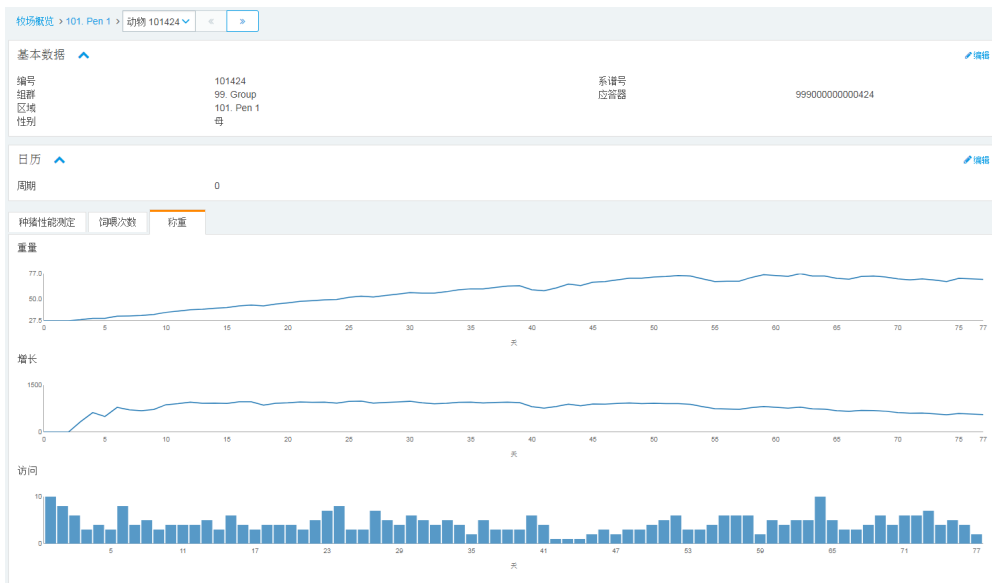 牧场概览 > 101. Pen 1 > 动物 101424 « »
基本数据 编辑
编号 101424 系谱号
组群 99. Group 应答器 999000000000424
区域 101. Pen 1
性别 母
日历 编辑
周期 0
种猪性能测定 饲喂次数 称重
重量
77.0
50.0
27.5
0 5 10 15 20 25 30 35 40 45 50 55 60 65 70 75 77
天
增长
1500
0
0 5 10 15 20 25 30 35 40 45 50 55 60 65 70 75 77
天
访问
10
0
5 11 17 23 29 35 41 47 53 59 65 71 77
天